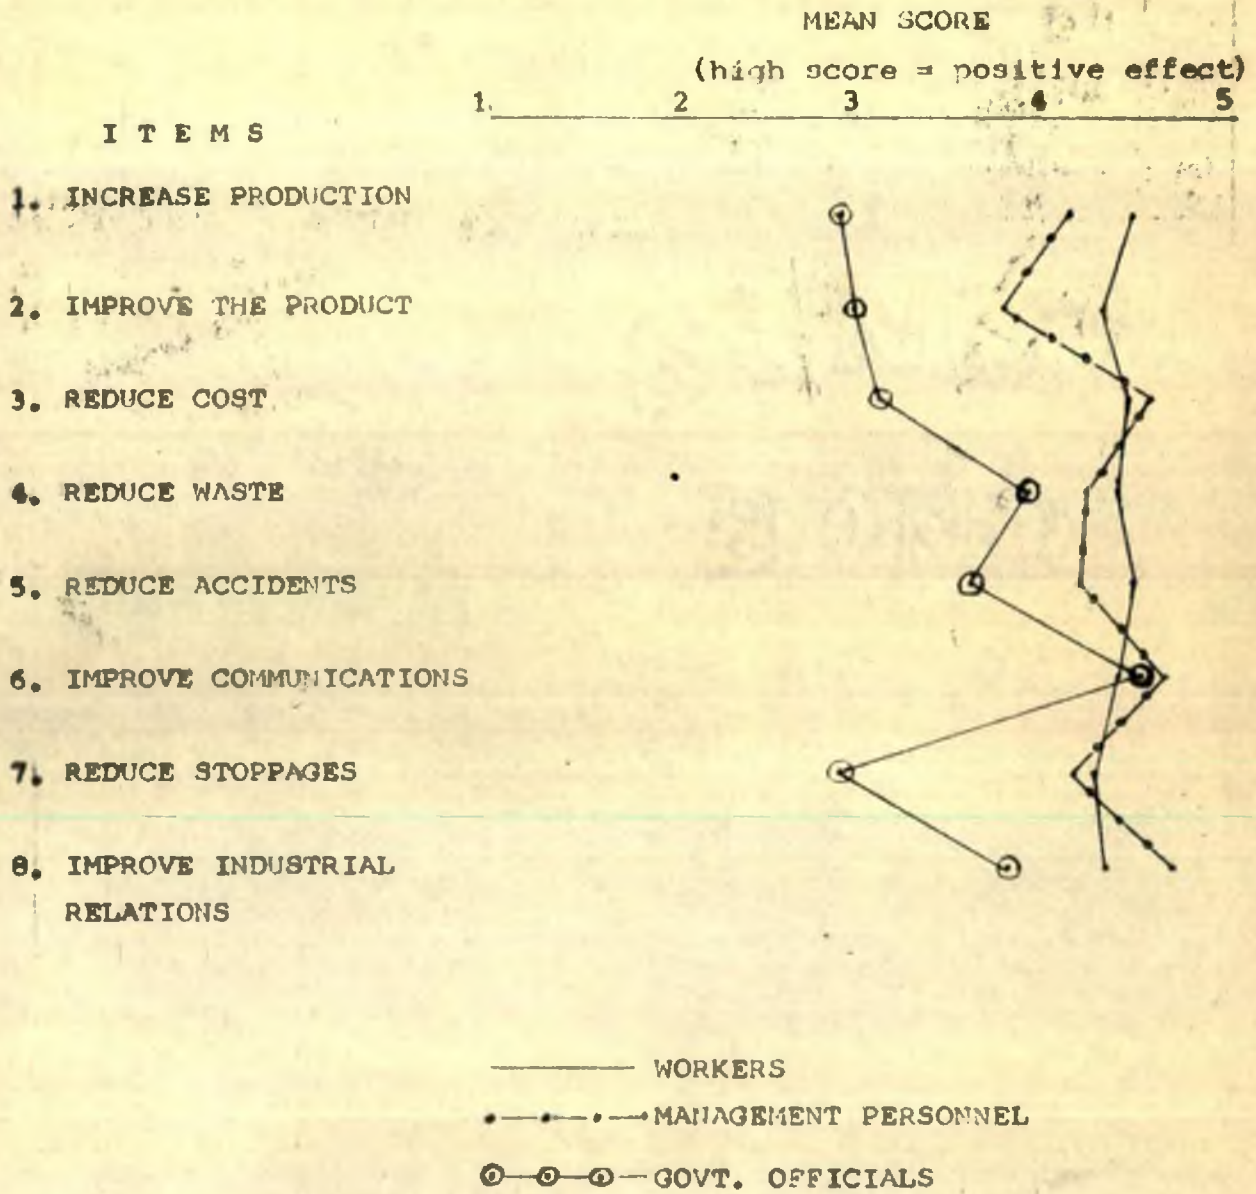 MEAN SCORE
(high score = positive effect)
1 2 3 4 5
I T E M S
1. INCREASE PRODUCTION
2. IMPROVE THE PRODUCT
3. REDUCE COST
4. REDUCE WASTE
5. REDUCE ACCIDENTS
6. IMPROVE COMMUNICATIONS
7. REDUCE STOPPAGES
8. IMPROVE INDUSTRIAL
RELATIONS
WORKERS
MANAGEMENT PERSONNEL
GOVT. OFFICIALS